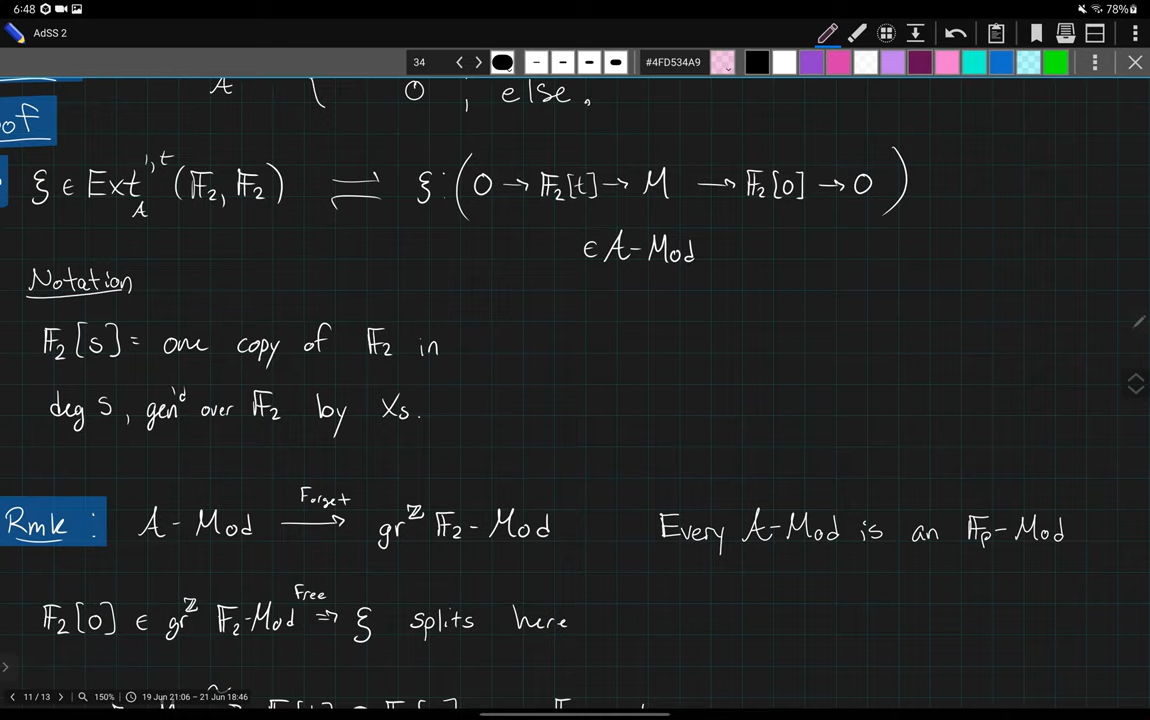 6:48 78%
AdSS 2
34 #4FD534A9
A ( 0 , else.
oof
ξ ∈ Ext_A^{1,t} (𝔽₂, 𝔽₂) ⇌ ξ: (0 → 𝔽₂[t] → M → 𝔽₂[0] → 0)
∈ A-Mod
Notation
𝔽₂[s] = one copy of 𝔽₂ in
deg s, gen'd over 𝔽₂ by Xs.
Rmk: A-Mod —Forget→ gr^ℤ 𝔽₂-Mod Every A-Mod is an 𝔽p-Mod
𝔽₂[0] ∈ gr^ℤ 𝔽₂-Mod Free ⇒ ξ splits here
11 / 13 150% 19 Jun 21:06 – 21 Jun 18:46